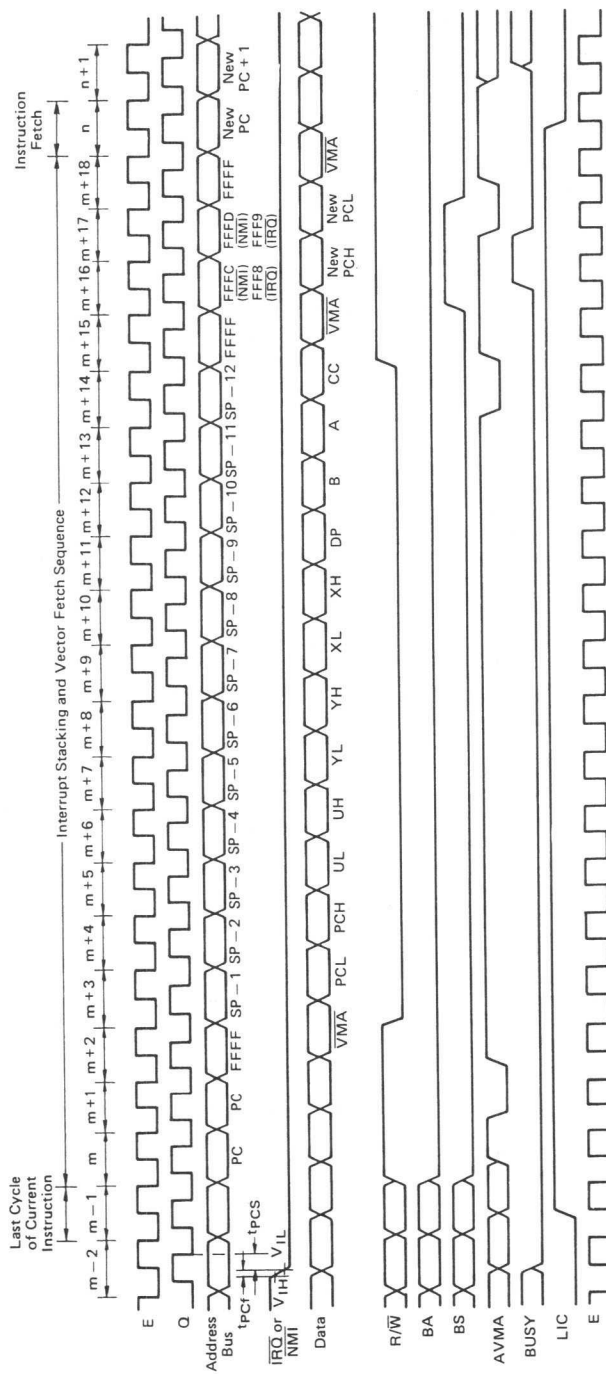 Last Cycle
of Current
Instruction
Interrupt Stacking and Vector Fetch Sequence
Instruction
Fetch
m − 2 m − 1 m m + 1 m + 2 m + 3 m + 4 m + 5 m + 6 m + 7 m + 8 m + 9 m + 10 m + 11 m + 12 m + 13 m + 14 m + 15 m + 16 m + 17 m + 18 n n + 1
E
Q
Address
Bus
PC PC FFFF SP − 1 SP − 2 SP − 3 SP − 4 SP − 5 SP − 6 SP − 7 SP − 8 SP − 9 SP − 10 SP − 11 SP − 12 FFFF FFFC FFFD FFFF New New
(NMI) (NMI) PC PC + 1
FFF8 FFF9
(IRQ) (IRQ)
tPCf
tPCS
VIH
VIL
IRQ or
NMI
Data
VMA PCL PCH UL UH YL YH XL XH DP B A CC VMA New New VMA
PCH PCL
R/W
BA
BS
AVMA
BUSY
LIC
E